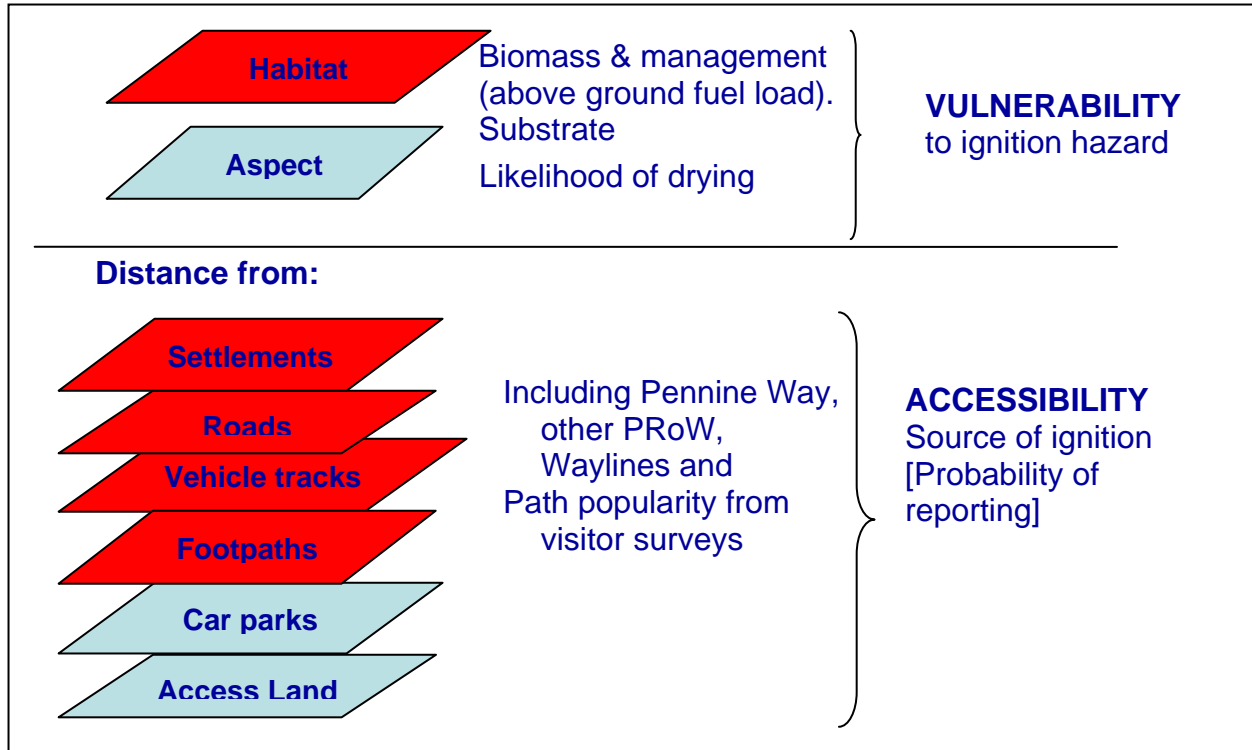 Habitat
Aspect
Biomass & management
(above ground fuel load).
Substrate
Likelihood of drying
VULNERABILITY
to ignition hazard
Distance from:
Settlements
Roads
Vehicle tracks
Footpaths
Car parks
Access Land
Including Pennine Way,
other PRoW,
Waylines and
Path popularity from
visitor surveys
ACCESSIBILITY
Source of ignition
[Probability of
reporting]